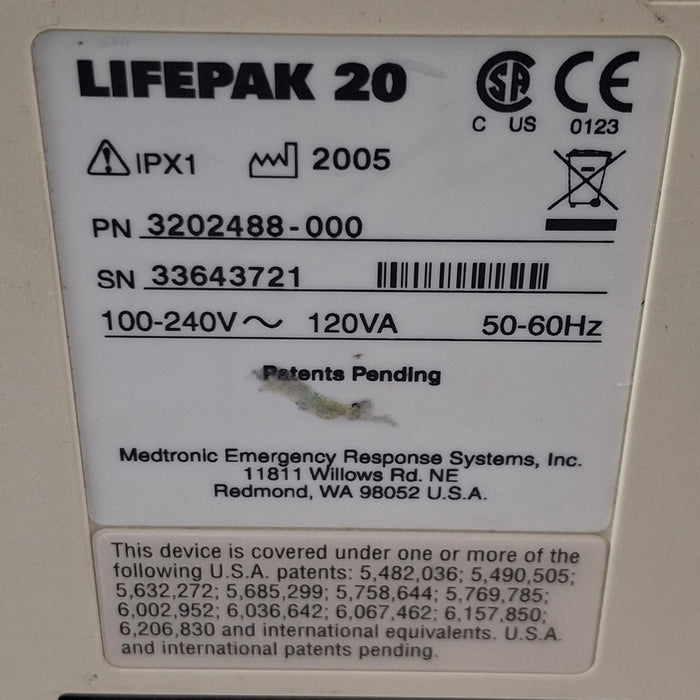 LIFEPAK 20
SA CE
C US 0123
IPX1 2005
PN 3202488-000
SN 33643721
100-240V～ 120VA 50-60Hz
Patents Pending
Medtronic Emergency Response Systems, Inc.
11811 Willows Rd. NE
Redmond, WA 98052 U.S.A.
This device is covered under one or more of the
following U.S.A. patents: 5,482,036; 5,490,505;
5,632,272; 5,685,299; 5,758,644; 5,769,785;
6,002,952; 6,036,642; 6,067,462; 6,157,850;
6,206,830 and international equivalents. U.S.A.
and international patents pending.